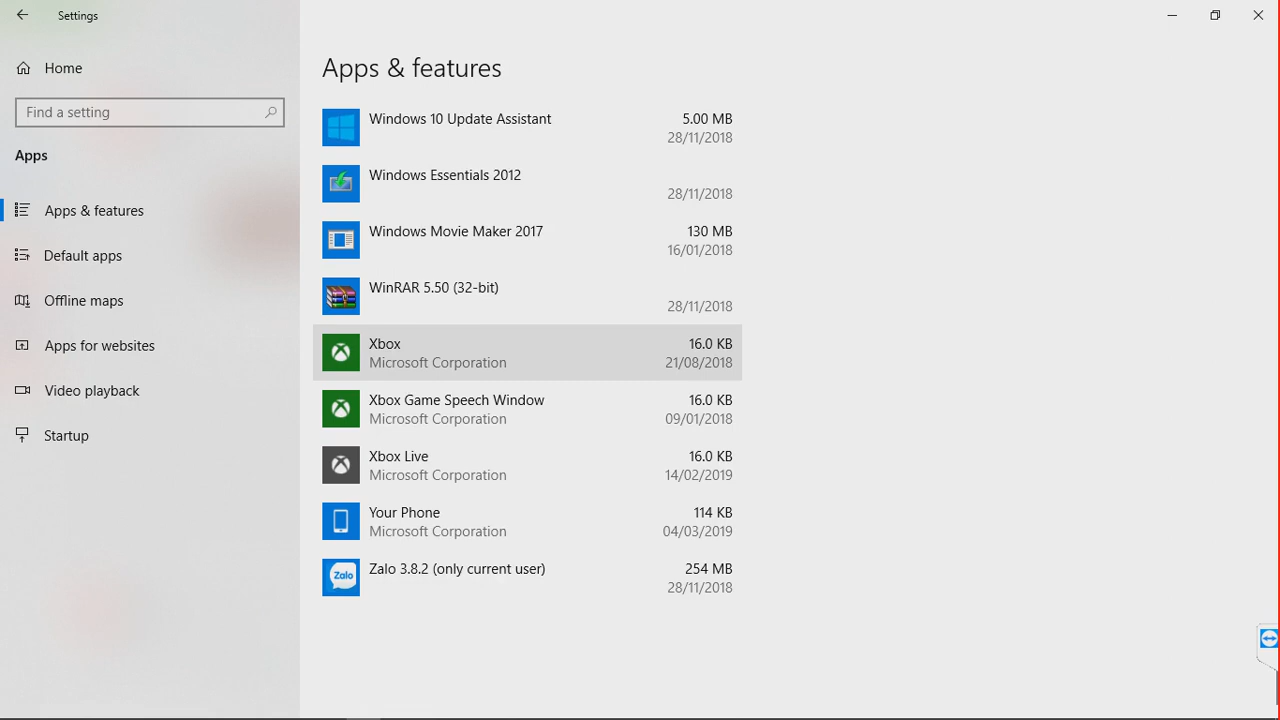 Settings
Home
Find a setting
Apps
Apps & features
Default apps
Offline maps
Apps for websites
Video playback
Startup
Apps & features
Windows 10 Update Assistant 5.00 MB
28/11/2018
Windows Essentials 2012
28/11/2018
Windows Movie Maker 2017 130 MB
16/01/2018
WinRAR 5.50 (32-bit)
28/11/2018
Xbox 16.0 KB
Microsoft Corporation 21/08/2018
Xbox Game Speech Window 16.0 KB
Microsoft Corporation 09/01/2018
Xbox Live 16.0 KB
Microsoft Corporation 14/02/2019
Your Phone 114 KB
Microsoft Corporation 04/03/2019
Zalo
Zalo 3.8.2 (only current user) 254 MB
28/11/2018